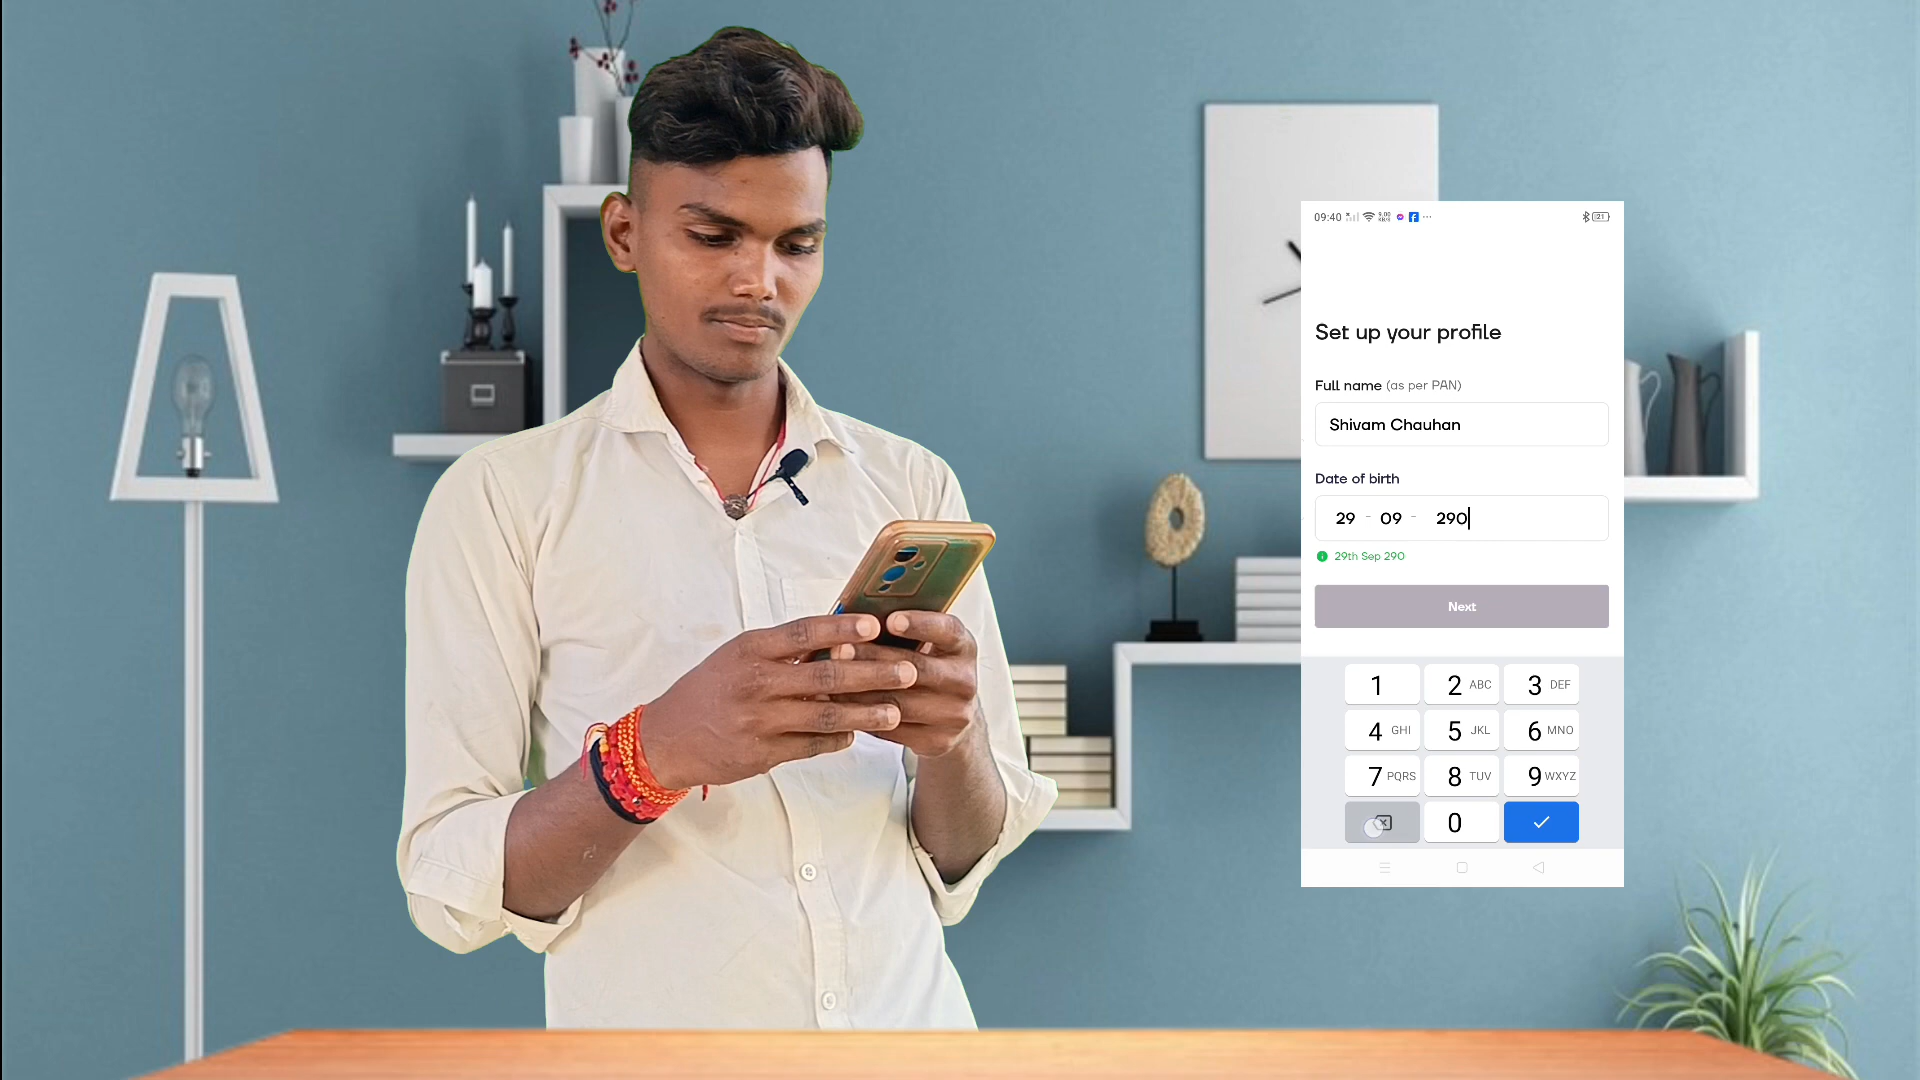 09:40
Set up your profile
Full name (as per PAN)
Shivam Chauhan
Date of birth
29 - 09 - 290
29th Sep 290
Next
1 2 ABC 3 DEF
4 GHI 5 JKL 6 MNO
7 PQRS 8 TUV 9 WXYZ
0